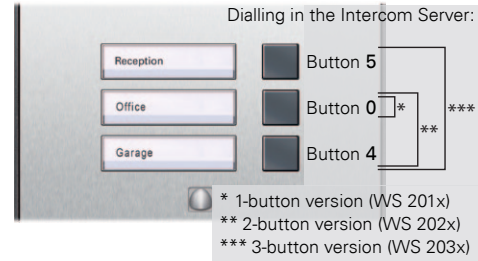 Dialling in the Intercom Server:
Reception
Button 5
Office
Button 0
*
***
**
Garage
Button 4
* 1-button version (WS 201x)
** 2-button version (WS 202x)
*** 3-button version (WS 203x)